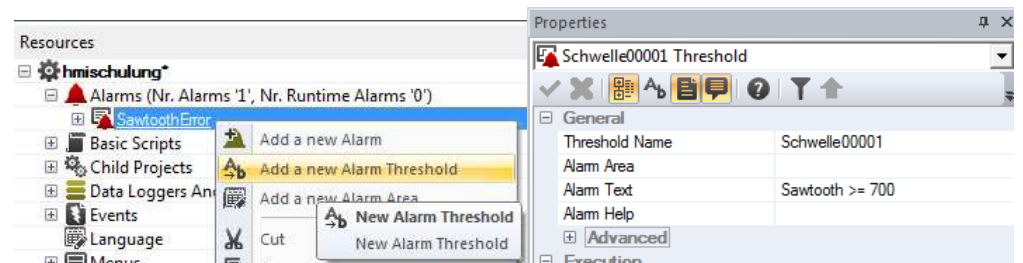 Resources
hmischulung*
Alarms (Nr. Alarms '1', Nr. Runtime Alarms '0')
SawtoothError
Basic Scripts
Child Projects
Data Loggers An
Events
Language
Menus
Add a new Alarm
Add a new Alarm Threshold
Add a new Alarm Area
Cut
New Alarm Threshold
New Alarm Threshold
Properties
Schwelle00001 Threshold
General
Threshold Name Schwelle00001
Alarm Area
Alarm Text Sawtooth >= 700
Alarm Help
Advanced
Execution